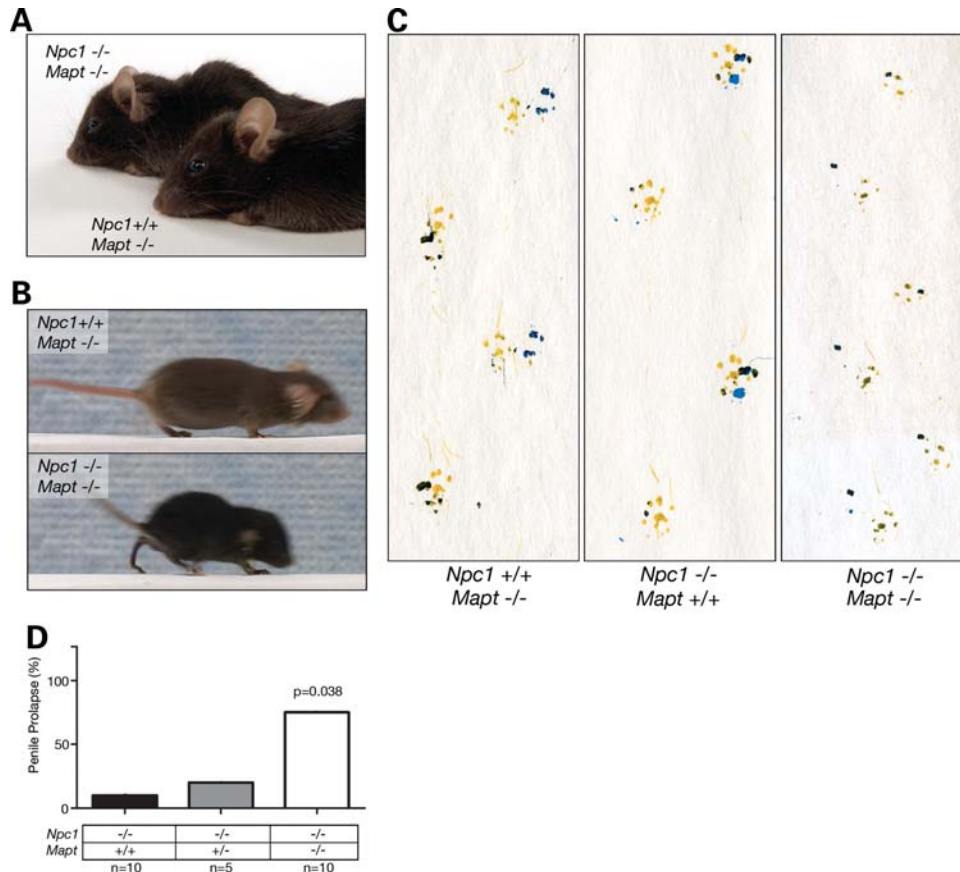 A
Npc1 -/-
Mapt -/-
Npc1+/+
Mapt -/-
B
Npc1+/+
Mapt -/-
Npc1 -/-
Mapt -/-
C
Npc1 +/+
Mapt -/-
Npc1 -/-
Mapt +/+
Npc1 -/-
Mapt -/-
D
Penile Prolapse (%)
100
50
0
p=0.038
Npc1 -/- -/- -/-
Mapt +/+ +/- -/-
n=10 n=5 n=10